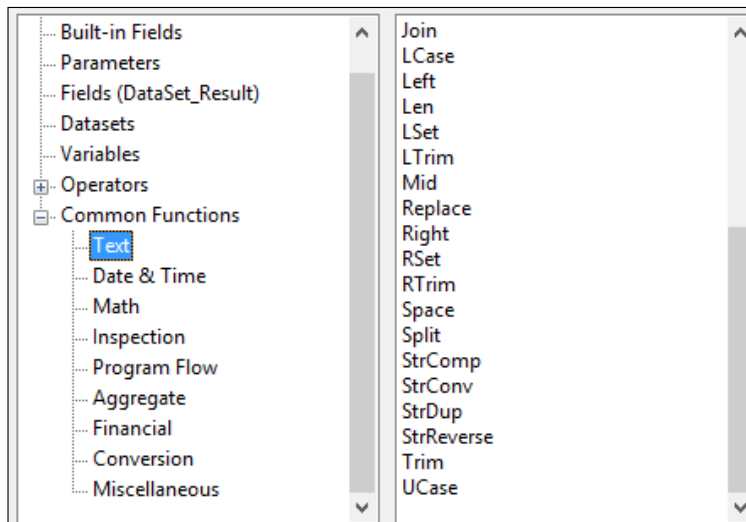 Built-in Fields
Parameters
Fields (DataSet_Result)
Datasets
Variables
Operators
Common Functions
Text
Date & Time
Math
Inspection
Program Flow
Aggregate
Financial
Conversion
Miscellaneous
Join
LCase
Left
Len
LSet
LTrim
Mid
Replace
Right
RSet
RTrim
Space
Split
StrComp
StrConv
StrDup
StrReverse
Trim
UCase